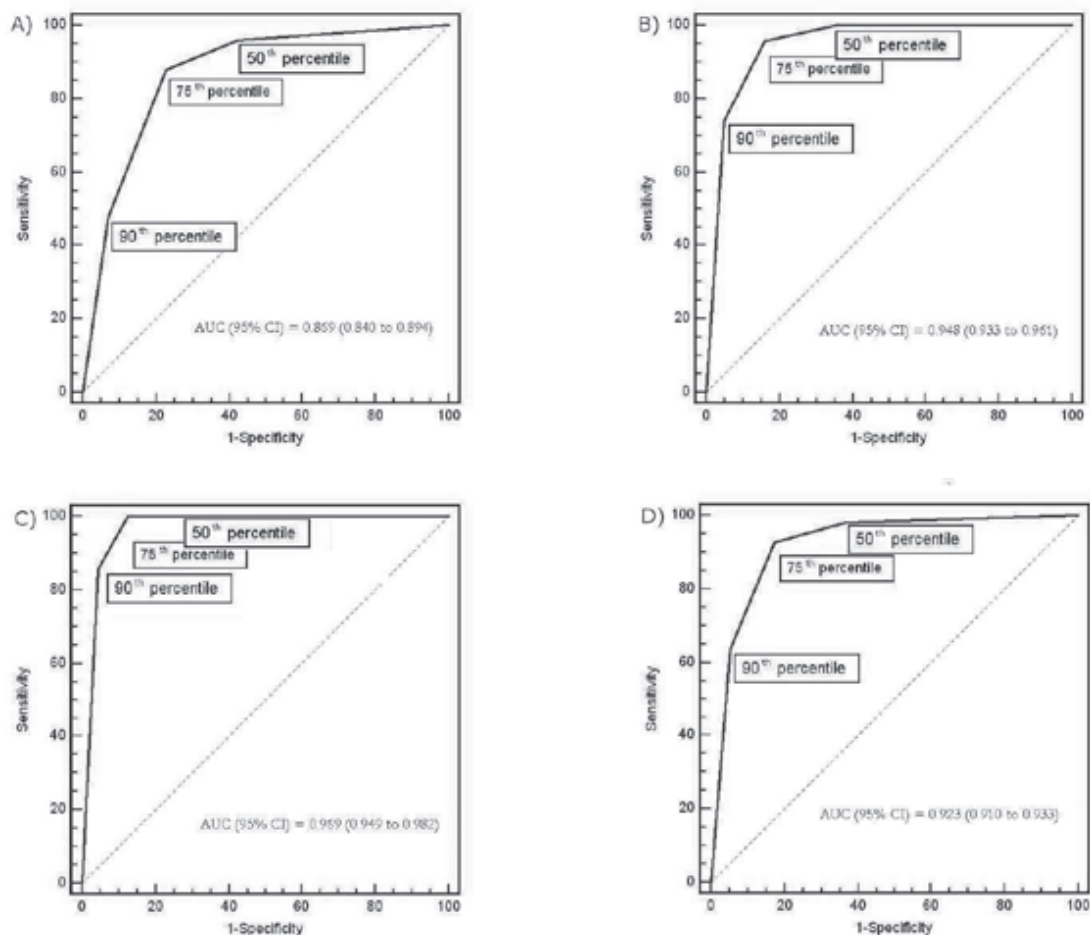 A)
100
80
60
40
20
0
Sensitivity
50th percentile
75th percentile
90th percentile
AUC (95% CI) = 0.869 (0.840 to 0.894)
0 20 40 60 80 100
1-Specificity
B)
100
80
60
40
20
0
Sensitivity
50th percentile
75th percentile
90th percentile
AUC (95% CI) = 0.948 (0.933 to 0.961)
0 20 40 60 80 100
1-Specificity
C)
100
80
60
40
20
0
Sensitivity
50th percentile
75th percentile
90th percentile
AUC (95% CI) = 0.969 (0.949 to 0.982)
0 20 40 60 80 100
1-Specificity
D)
100
80
60
40
20
0
Sensitivity
50th percentile
75th percentile
90th percentile
AUC (95% CI) = 0.923 (0.910 to 0.933)
0 20 40 60 80 100
1-Specificity